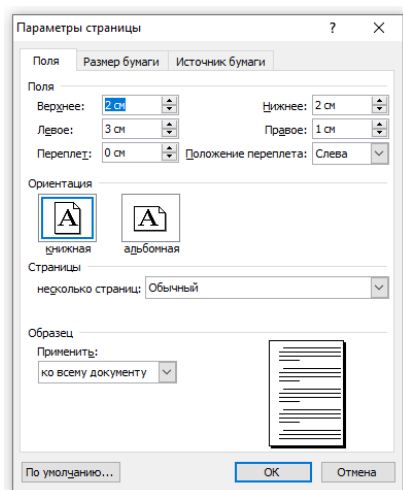 Параметры страницы ?
Поля Размер бумаги Источник бумаги
Поля
Верхнее: 2 см Нижнее: 2 см
Левое: 3 см Правое: 1 см
Переплет: 0 см Положение переплета: Слева
Ориентация
A A
книжная альбомная
Страницы
несколько страниц: Обычный
Образец
Применить:
ко всему документу
По умолчанию... ОК Отмена